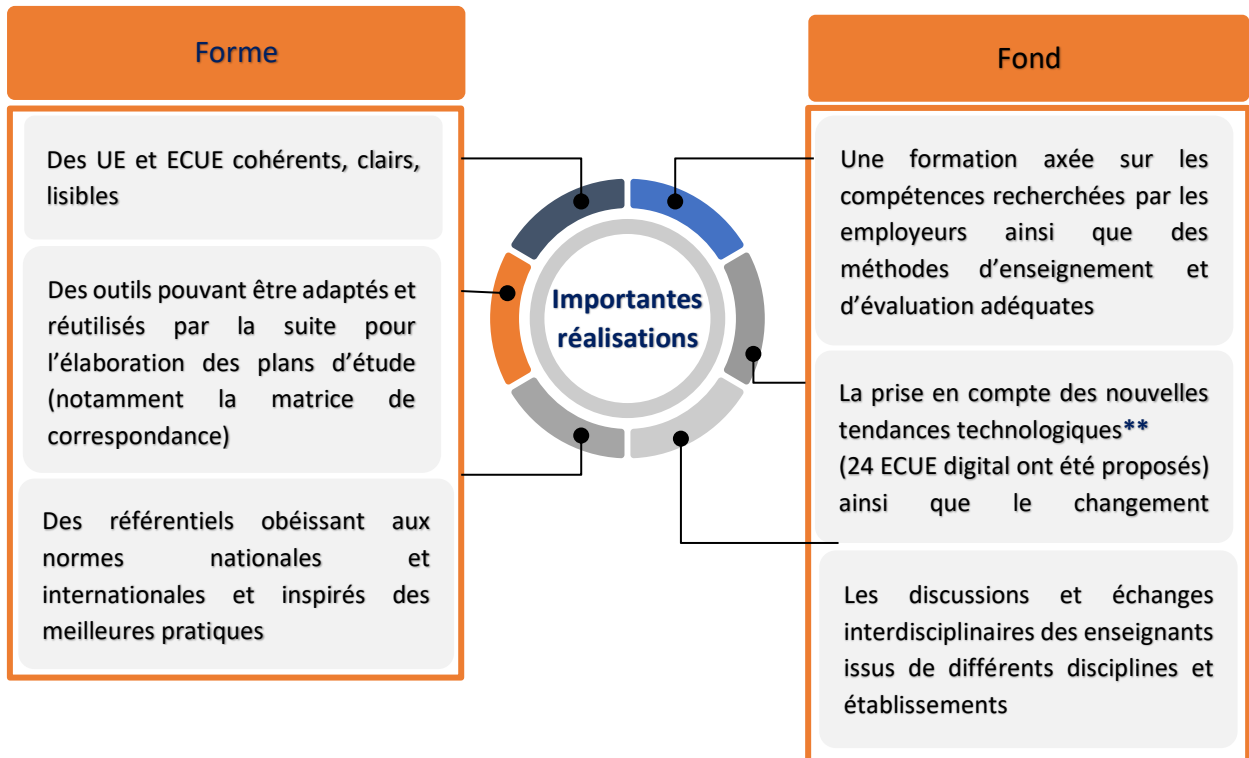 Forme
Des UE et ECUE cohérents, clairs,
lisibles
Des outils pouvant être adaptés et
réutilisés par la suite pour
l’élaboration des plans d’étude
(notamment la matrice de
correspondance)
Des référentiels obéissant aux
normes nationales et
internationales et inspirés des
meilleures pratiques
Importantes
réalisations
Fond
Une formation axée sur les
compétences recherchées par les
employeurs ainsi que des
méthodes d’enseignement et
d’évaluation adéquates
La prise en compte des nouvelles
tendances technologiques**
(24 ECUE digital ont été proposés)
ainsi que le changement
Les discussions et échanges
interdisciplinaires des enseignants
issus de différents disciplines et
établissements